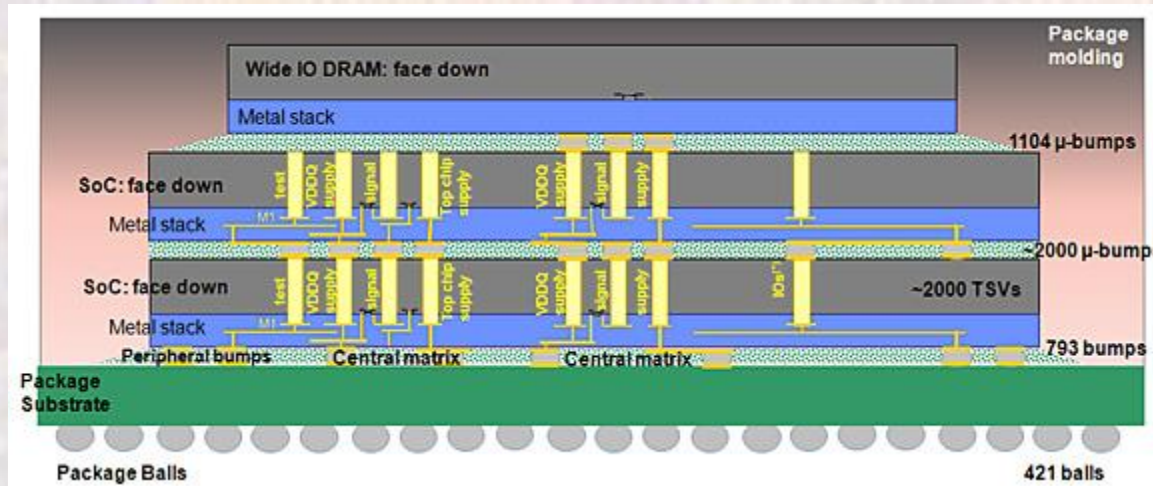 Package
molding
Wide IO DRAM: face down
Metal stack
1104 µ-bumps
SoC: face down
test
VDDQ
supply
signal
Top chip
supply
VDDQ
supply
signal
supply
M1
Metal stack
~2000 µ-bumps
SoC: face down
test
VDDQ
supply
signal
Top chip
supply
VDDQ
supply
signal
supply
IOs(*)
~2000 TSVs
M1
Metal stack
793 bumps
Peripheral bumps
Central matrix
Central matrix
Package
Substrate
Package Balls
421 balls